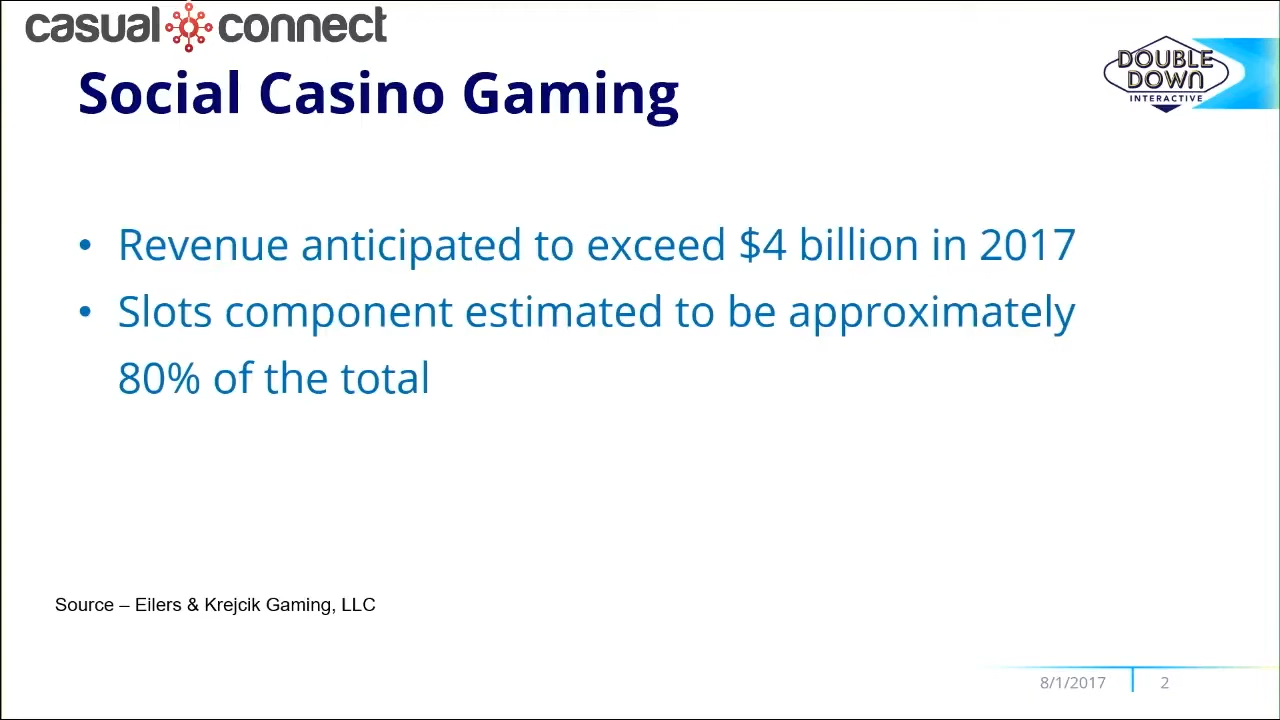 casual connect
DOUBLE
DOWN
INTERACTIVE
Social Casino Gaming
• Revenue anticipated to exceed $4 billion in 2017
• Slots component estimated to be approximately
80% of the total
Source – Eilers & Krejcik Gaming, LLC
8/1/2017 2